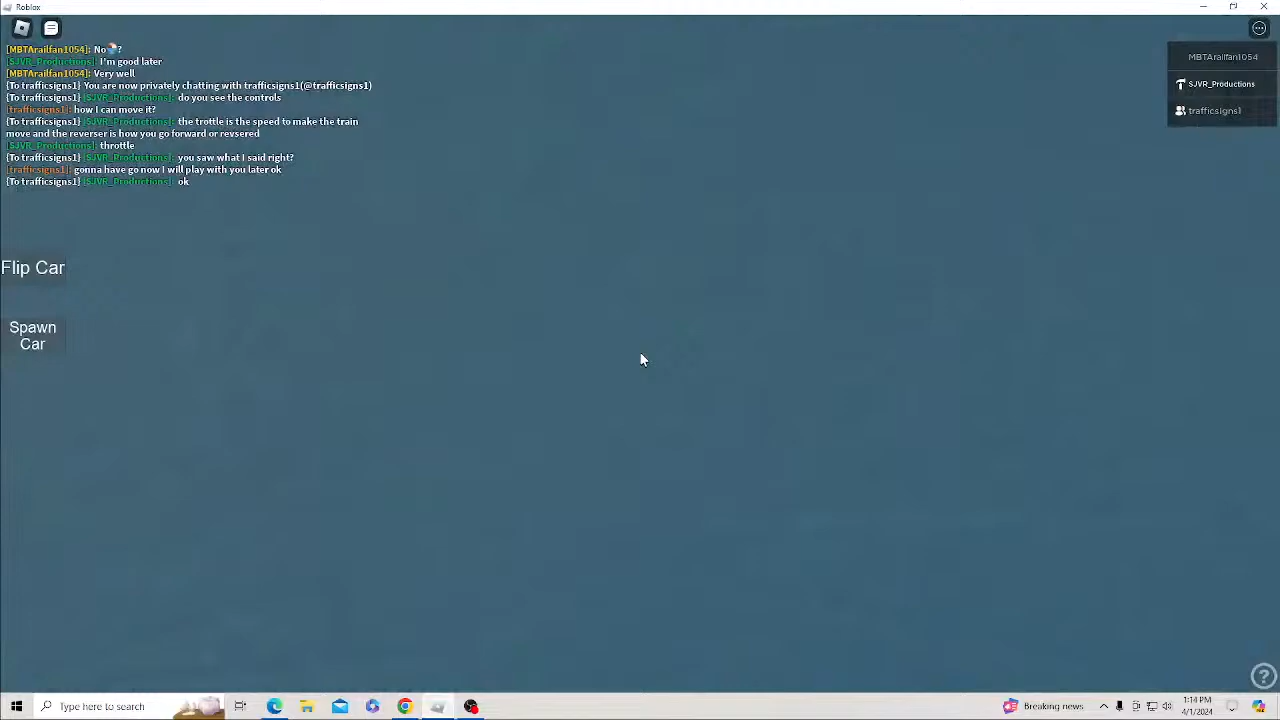 Roblox
[MBTArailfan1054]: No?
[SJVR_Productions]: I'm good later
[MBTArailfan1054]: Very well
{To trafficsigns1} You are now privately chatting with trafficsigns1(@trafficsigns1)
{To trafficsigns1} [SJVR_Productions]: do you see the controls
[trafficsigns1]: how I can move it?
{To trafficsigns1} [SJVR_Productions]: the trottle is the speed to make the train
move and the reverser is how you go forward or revsered
[SJVR_Productions]: throttle
{To trafficsigns1} [SJVR_Productions]: you saw what I said right?
[trafficsigns1]: gonna have go now I will play with you later ok
{To trafficsigns1} [SJVR_Productions]: ok
MBTArailfan1054
SJVR_Productions
trafficsigns1
Flip Car
Spawn
Car
Type here to search
Breaking news
1:14 PM
4/1/2024